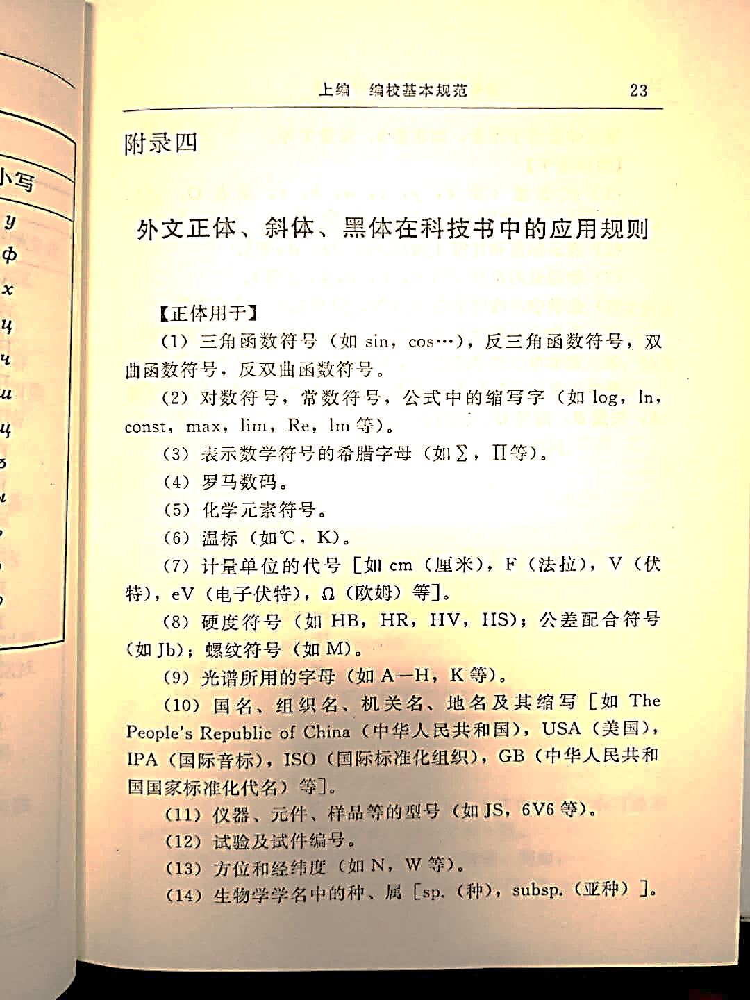 小写
у
ф
х
ц
ч
ш
щ
上编 编校基本规范 23
附录四
外文正体、斜体、黑体在科技书中的应用规则
【正体用于】
(1) 三角函数符号（如 sin，cos…），反三角函数符号，双
曲函数符号，反双曲函数符号。
(2) 对数符号，常数符号，公式中的缩写字（如 log，ln，
const，max，lim，Re，lm 等）。
(3) 表示数学符号的希腊字母（如∑，∏等）。
(4) 罗马数码。
(5) 化学元素符号。
(6) 温标（如℃，K）。
(7) 计量单位的代号［如 cm（厘米），F（法拉），V（伏
特），eV（电子伏特），Ω（欧姆）等］。
(8) 硬度符号（如 HB，HR，HV，HS）；公差配合符号
（如 Jb）；螺纹符号（如 M）。
(9) 光谱所用的字母（如 A—H，K 等）。
(10) 国名、组织名、机关名、地名及其缩写［如 The
People's Republic of China（中华人民共和国），USA（美国），
IPA（国际音标），ISO（国际标准化组织），GB（中华人民共和
国国家标准化代名）等］。
(11) 仪器、元件、样品等的型号（如 JS，6V6 等）。
(12) 试验及试件编号。
(13) 方位和经纬度（如 N，W 等）。
(14) 生物学学名中的种、属［sp.（种），subsp.（亚种）］。